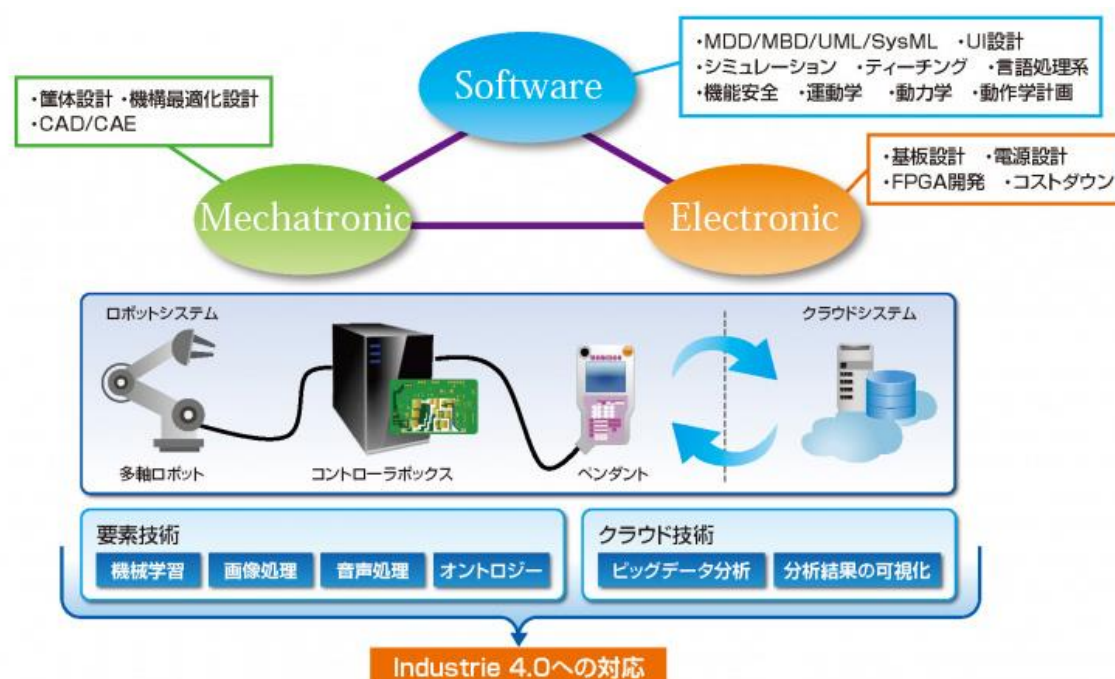 Software
・MDD/MBD/UML/SysML ・UI設計
・シミュレーション ・ティーチング ・言語処理系
・機能安全 ・運動学 ・動力学 ・動作学計画
・筐体設計 ・機構最適化設計
・CAD/CAE
・基板設計 ・電源設計
・FPGA開発 ・コストダウン
Mechatronic
Electronic
ロボットシステム
クラウドシステム
多軸ロボット
コントローラボックス
ペンダント
要素技術
機械学習
画像処理
音声処理
オントロジー
クラウド技術
ビッグデータ分析
分析結果の可視化
Industrie 4.0への対応